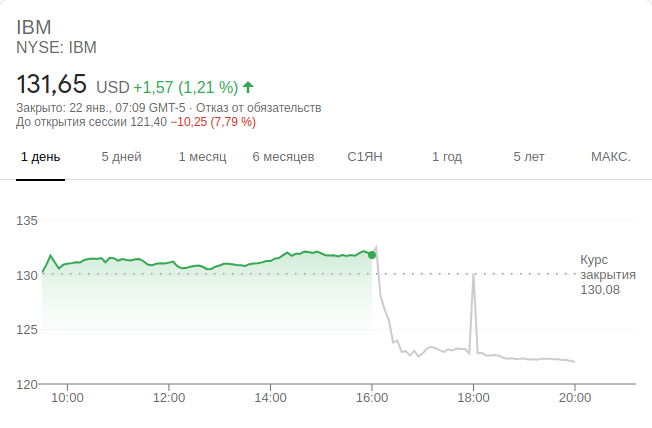 IBM
NYSE: IBM
131,65 USD +1,57 (1,21 %)
Закрыто: 22 янв., 07:09 GMT-5 · Отказ от обязательств
До открытия сессии 121,40 −10,25 (7,79 %)
1 день 5 дней 1 месяц 6 месяцев С1ЯН 1 год 5 лет МАКС.
135
130
125
120
Курс
закрытия
130,08
10:00 12:00 14:00 16:00 18:00 20:00